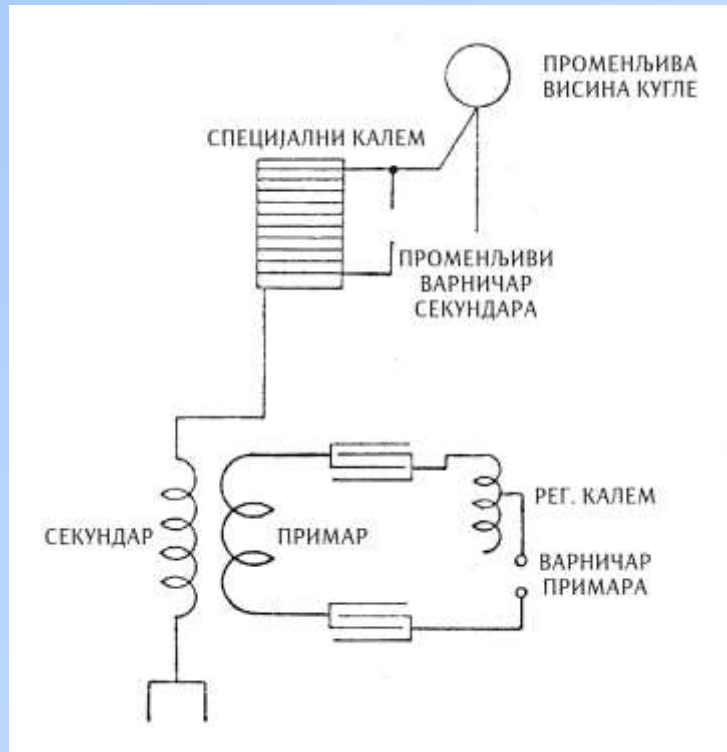 ПРОМЕНЉИВА
ВИСИНА КУГЛЕ
СПЕЦИЈАЛНИ КАЛЕМ
ПРОМЕНЉИВИ
ВАРНИЧАР
СЕКУНДАРА
СЕКУНДАР
ПРИМАР
РЕГ. КАЛЕМ
ВАРНИЧАР
ПРИМАРА